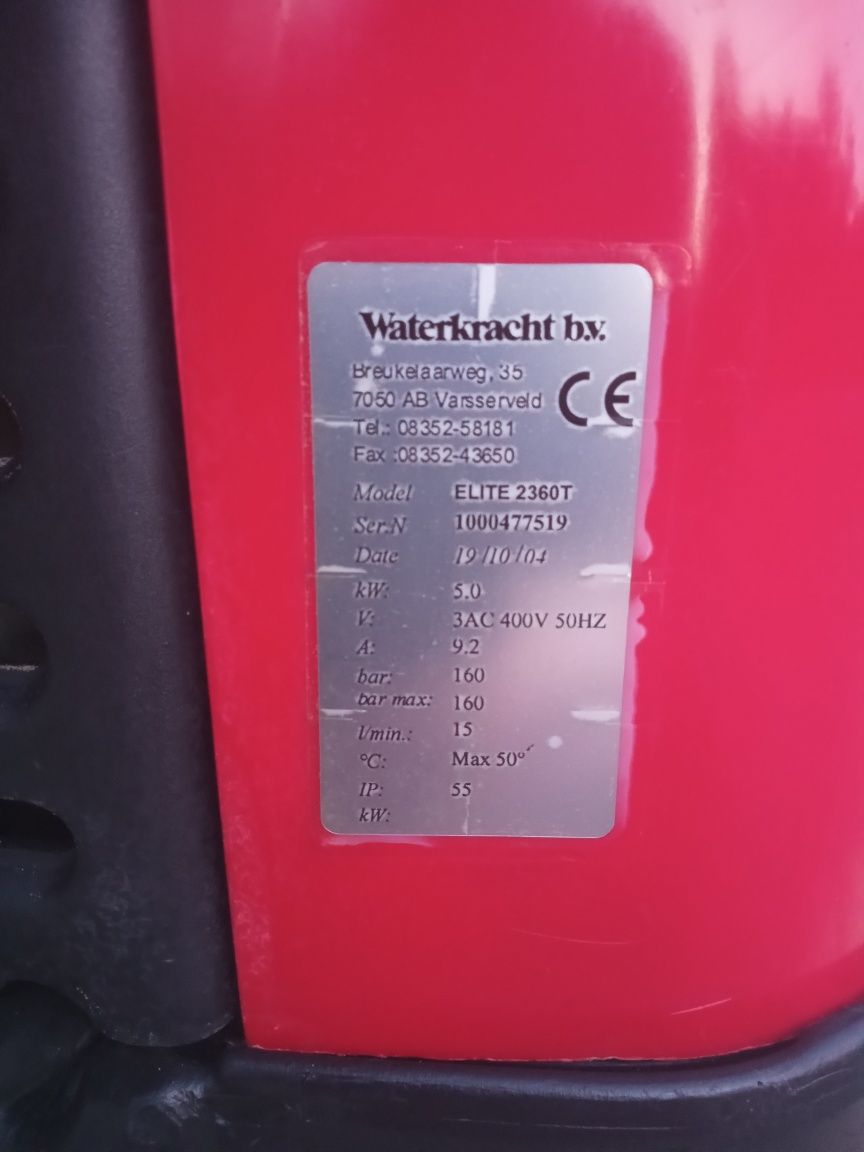 Waterkracht b.v.
Breukelaarweg, 35
7050 AB Varsserveld
CE
Tel.: 08352-58181
Fax :08352-43650
Model ELITE 2360T
Ser.N 1000477519
Date 19/10/04
kW: 5.0
V: 3AC 400V 50HZ
A: 9.2
bar: 160
bar max: 160
l/min.: 15
°C: Max 50°
IP: 55
kW: